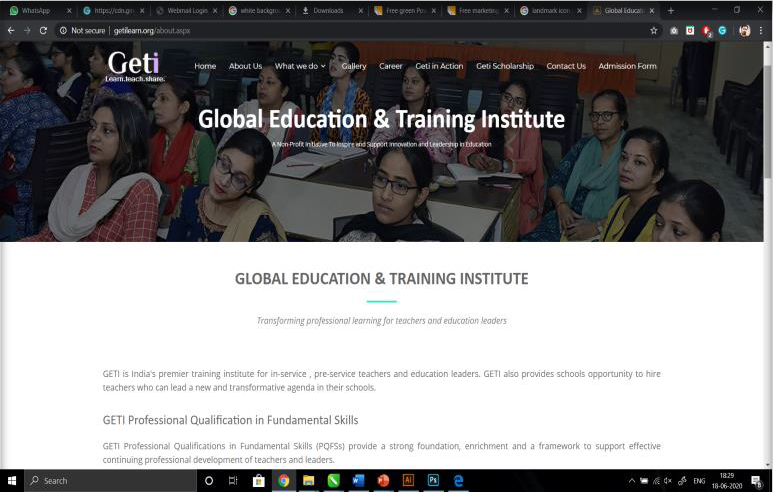 WhatsApp
https://cdn.gin
Webmail Login
white backgro
Downloads
Free green Pow
Free marketing
landmark icon
Global Educati
Not secure | getilearn.org/about.aspx
Geti
Learn.teach.share.
Home About Us What we do Gallery Career Geti in Action Geti Scholarship Contact Us Admission Form
Global Education & Training Institute
A Non-Profit Initiative To Inspire and Support Innovation and Leadership in Education
GLOBAL EDUCATION & TRAINING INSTITUTE
Transforming professional learning for teachers and education leaders
GETI is India's premier training institute for in-service , pre-service teachers and education leaders. GETI also provides schools opportunity to hire
teachers who can lead a new and transformative agenda in their schools.
GETI Professional Qualification in Fundamental Skills
GETI Professional Qualifications in Fundamental Skills (PQFSs) provide a strong foundation, enrichment and a framework to support effective
continuing professional development of teachers and leaders.
Search
Ai
Ps
ENG
18:29
18-06-2020